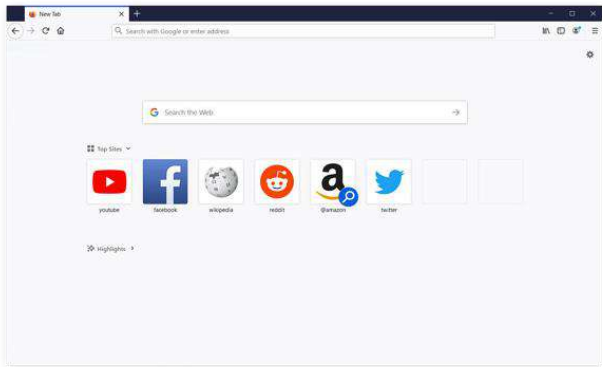 New Tab
Search with Google or enter address
Search the Web
Top Sites
youtube
facebook
wikipedia
reddit
@amazon
twitter
Highlights